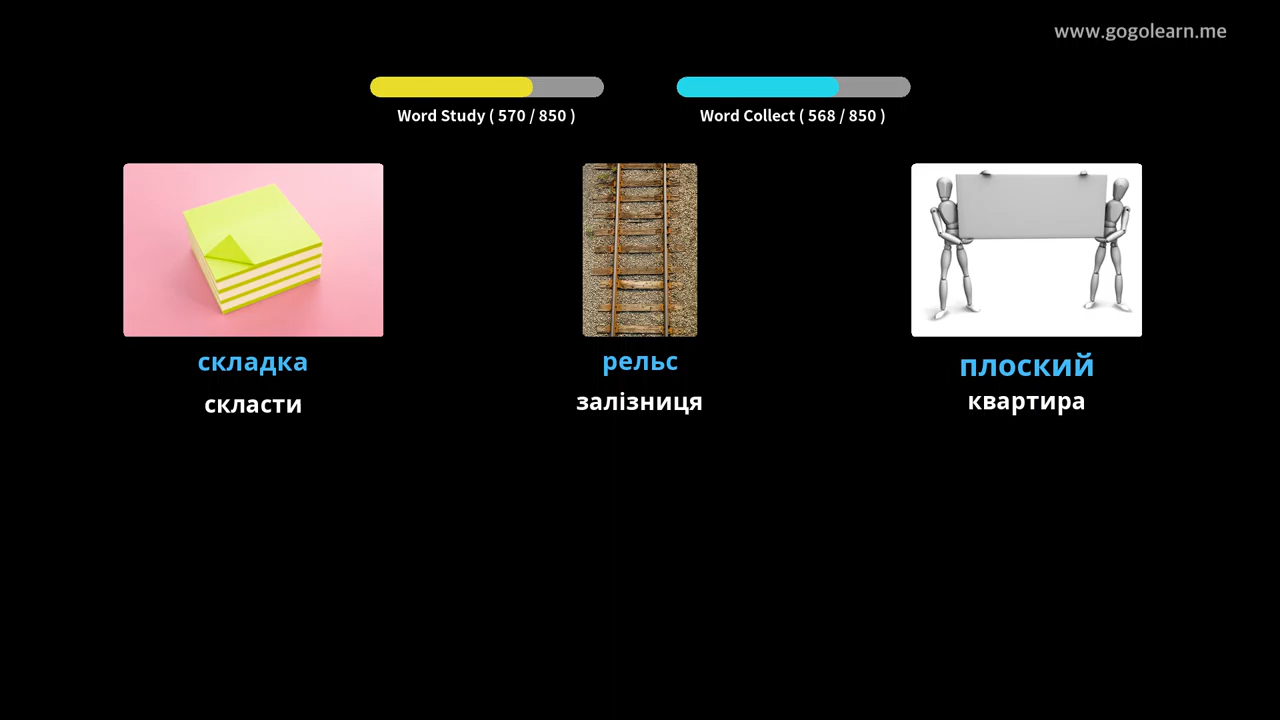 www.gogolearn.me
Word Study ( 570 / 850 )
Word Collect ( 568 / 850 )
складка
скласти
рельс
залізниця
плоский
квартира